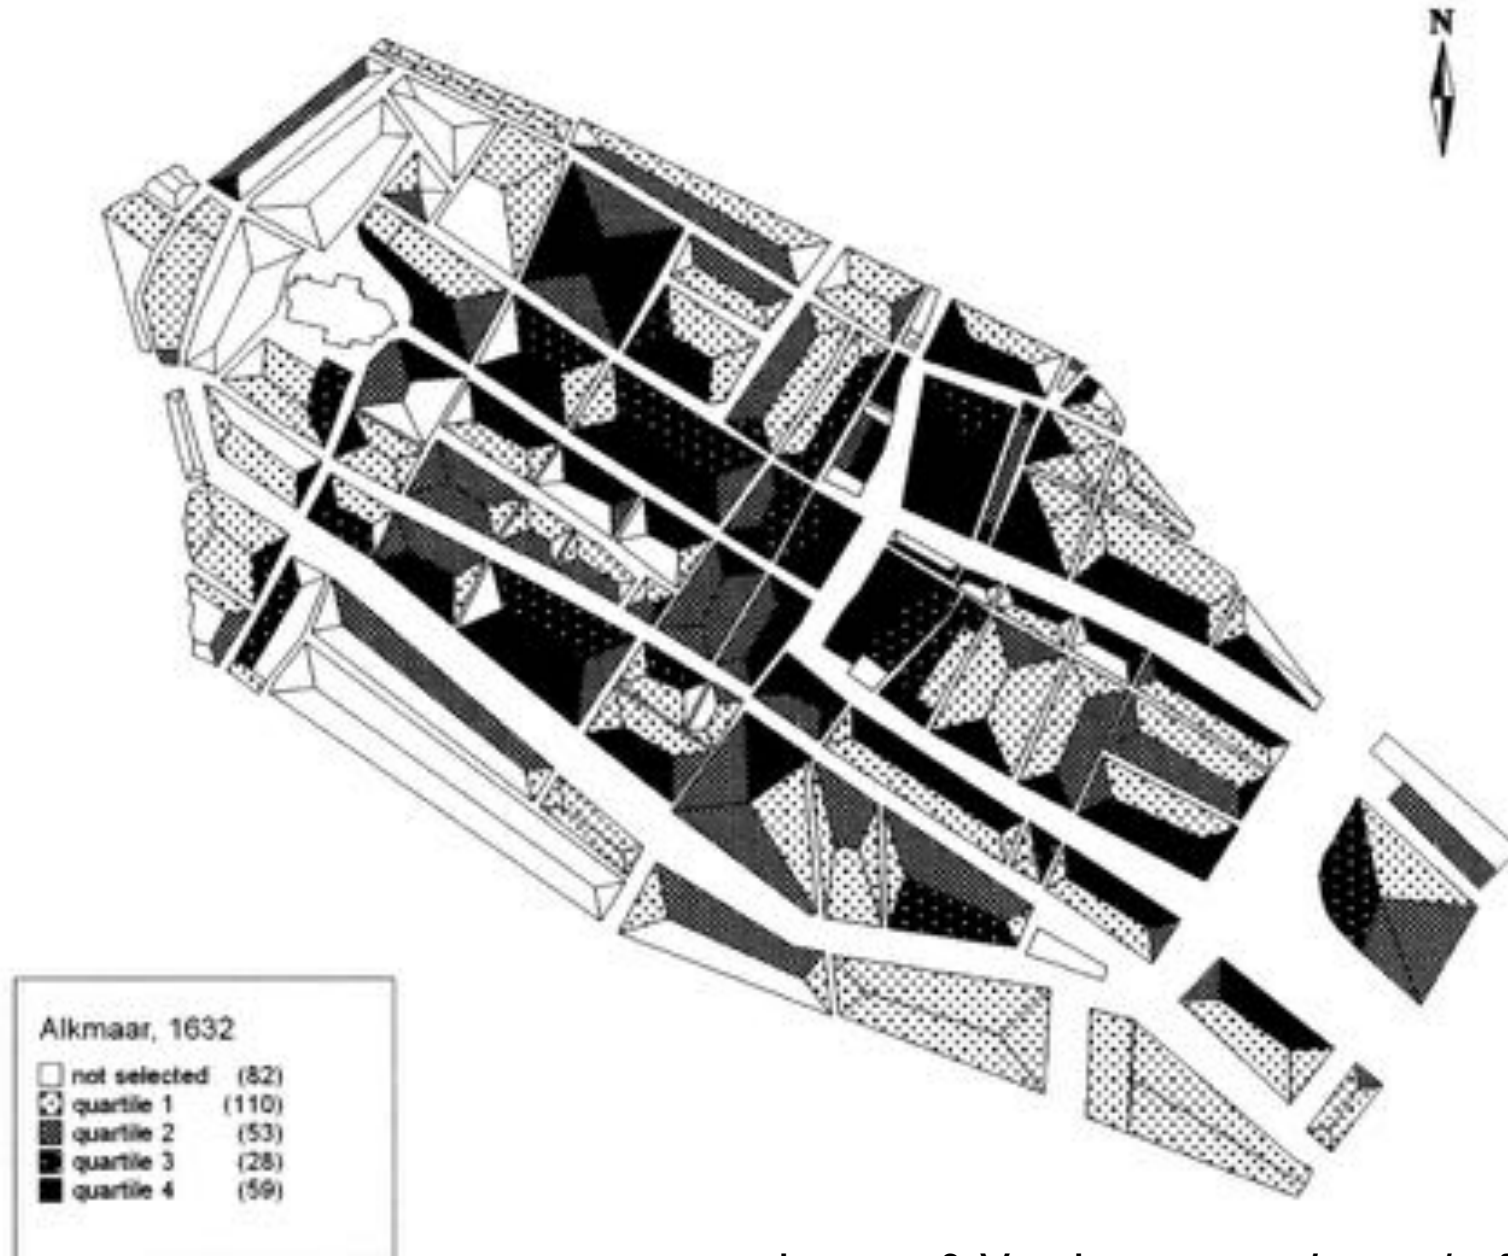 N
Alkmaar, 1632
not selected (82)
quartile 1 (110)
quartile 2 (53)
quartile 3 (28)
quartile 4 (59)